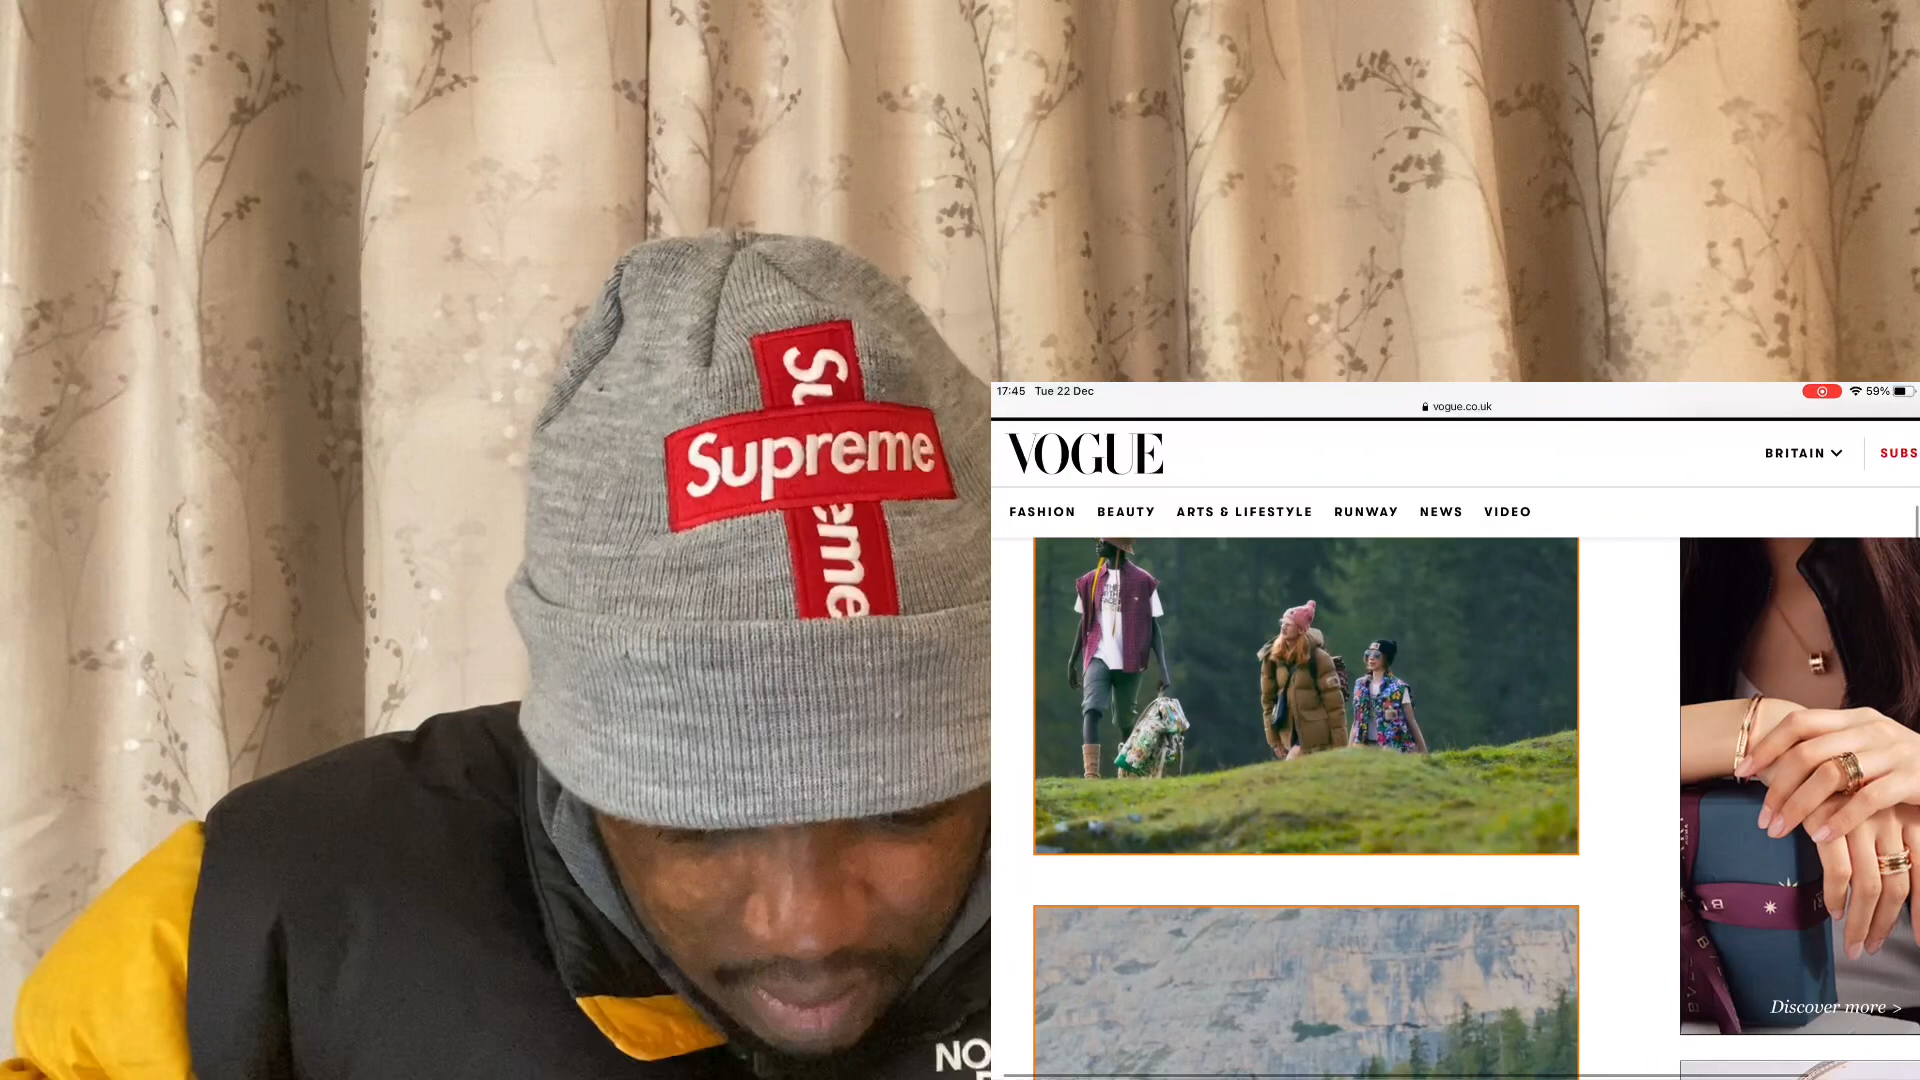 Supreme
Su
eme
NO
17:45 Tue 22 Dec
59%
vogue.co.uk
VOGUE
BRITAIN
SUBS
FASHION BEAUTY ARTS & LIFESTYLE RUNWAY NEWS VIDEO
Discover more >